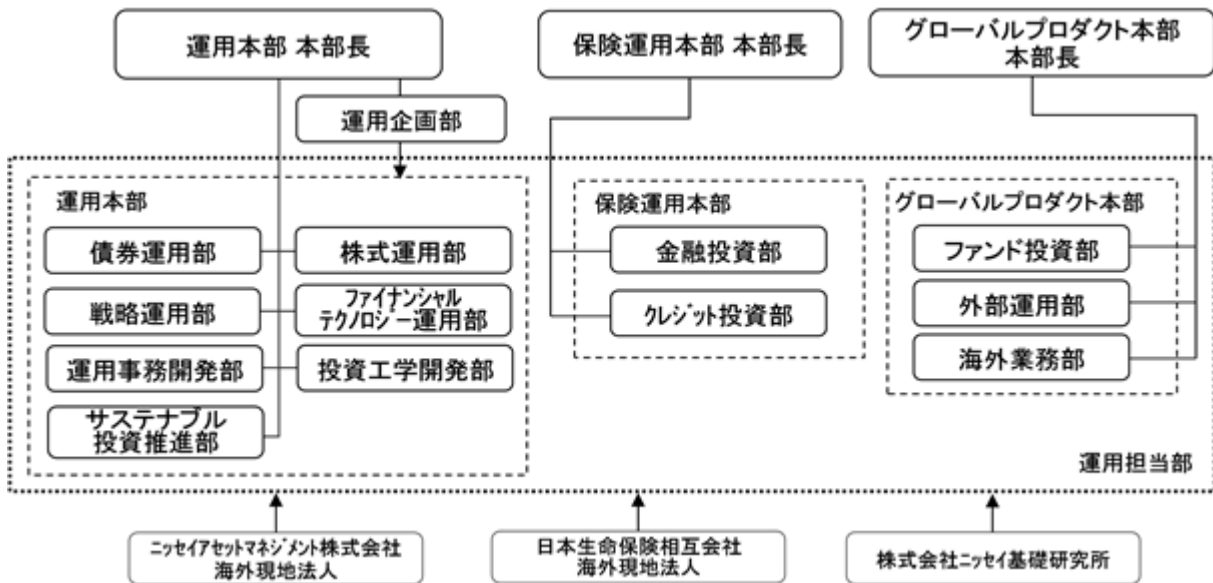 運用本部 本部長
保険運用本部 本部長
グローバルプロダクト本部
本部長
運用企画部
運用本部
債券運用部
株式運用部
戦略運用部
ファイナンシャル
テクノロジー運用部
運用事務開発部
投資工学開発部
サステナブル
投資推進部
保険運用本部
金融投資部
クレジット投資部
グローバルプロダクト本部
ファンド投資部
外部運用部
海外業務部
運用担当部
ニッセイアセットマネジメント株式会社
海外現地法人
日本生命保険相互会社
海外現地法人
株式会社ニッセイ基礎研究所